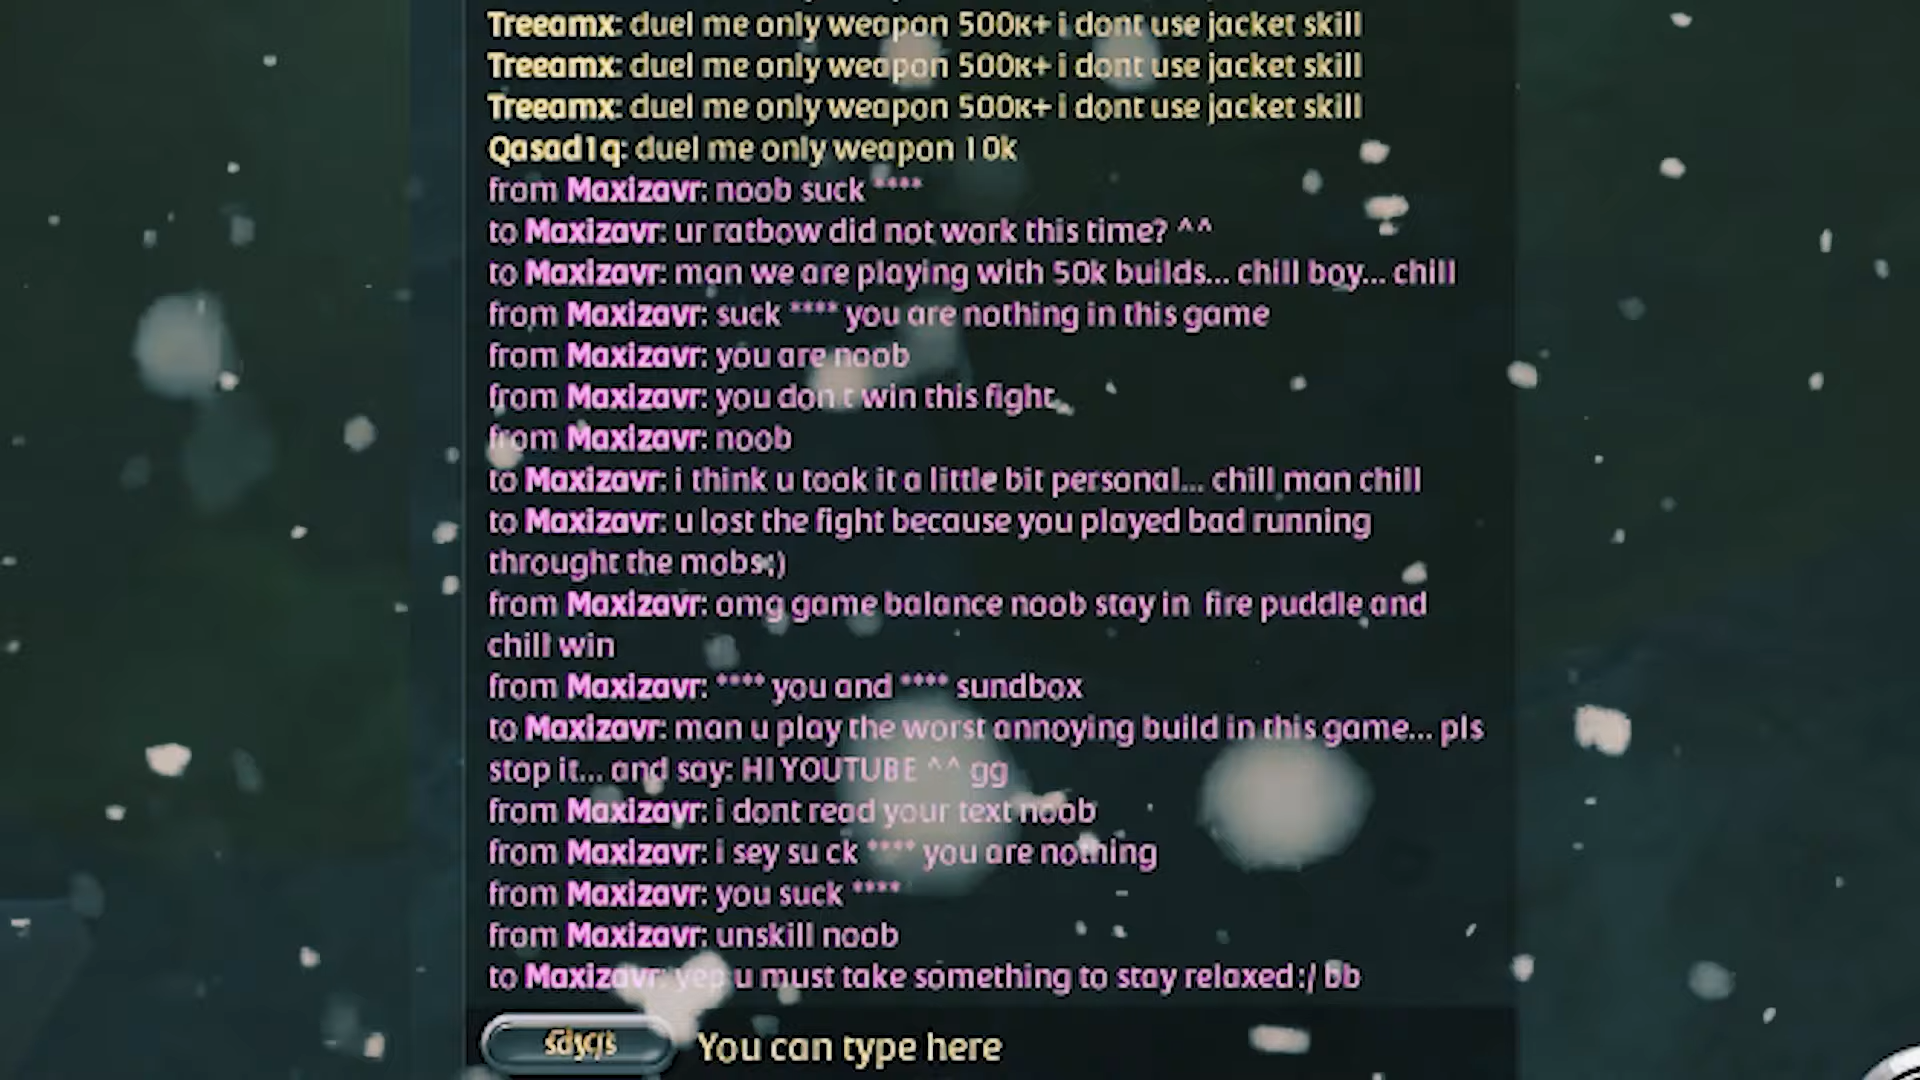 Treeamx: duel me only weapon 500к+ i dont use jacket skill
Treeamx: duel me only weapon 500к+ i dont use jacket skill
Treeamx: duel me only weapon 500к+ i dont use jacket skill
Qasad1q: duel me only weapon 10k
from Maxizavr: noob suck ****
to Maxizavr: ur ratbow did not work this time? ^^
to Maxizavr: man we are playing with 50k builds... chill boy... chill
from Maxizavr: suck **** you are nothing in this game
from Maxizavr: you are noob
from Maxizavr: you don t win this fight
from Maxizavr: noob
to Maxizavr: i think u took it a little bit personal... chill man chill
to Maxizavr: u lost the fight because you played bad running
throught the mobs;)
from Maxizavr: omg game balance noob stay in fire puddle and
chill win
from Maxizavr: **** you and **** sundbox
to Maxizavr: man u play the worst annoying build in this game... pls
stop it... and say: HI YOUTUBE ^^ gg
from Maxizavr: i dont read your text noob
from Maxizavr: i sey su ck **** you are nothing
from Maxizavr: you suck ****
from Maxizavr: unskill noob
to Maxizavr: yep u must take something to stay relaxed :/ bb
You can type here